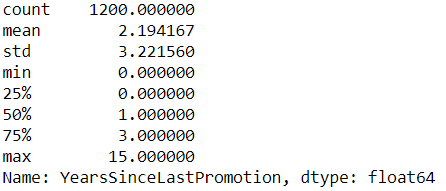 count    1200.000000
mean        2.194167
std         3.221560
min         0.000000
25%         0.000000
50%         1.000000
75%         3.000000
max        15.000000
Name: YearsSinceLastPromotion, dtype: float64